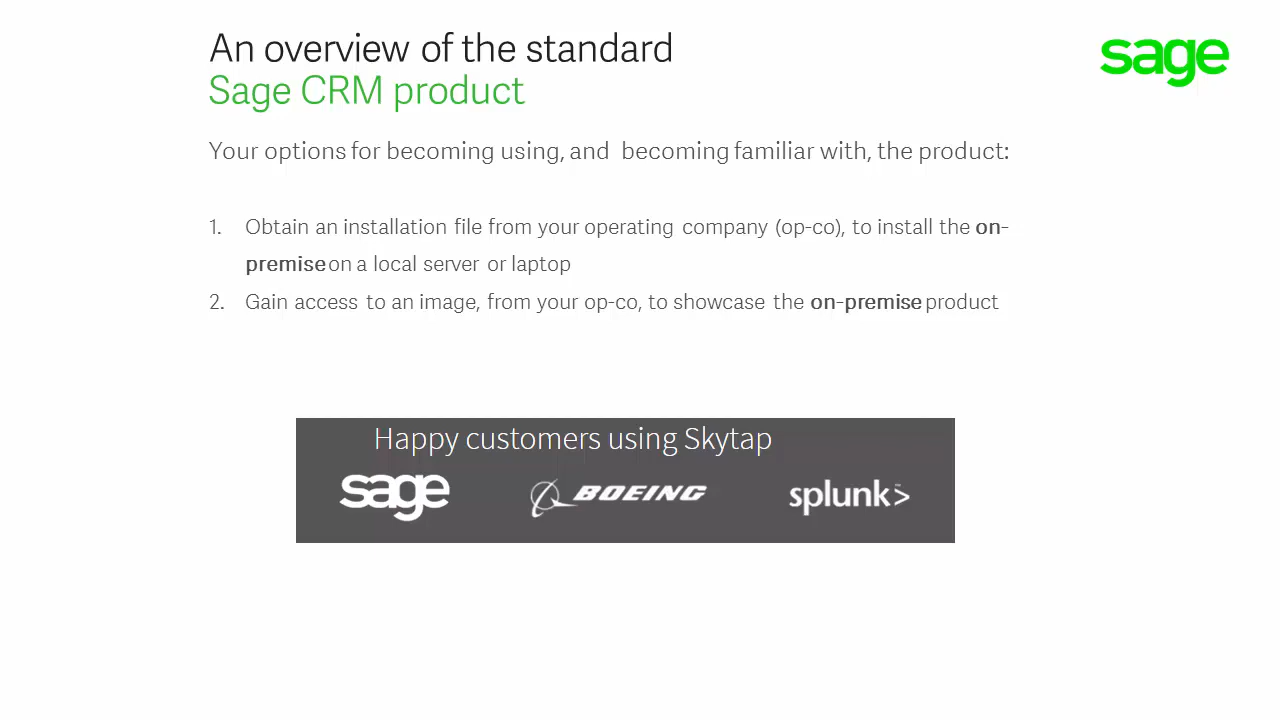 An overview of the standard
sage
Sage CRM product
Your options for becoming using, and becoming familiar with, the product:
1. Obtain an installation file from your operating company (op-co), to install the on-
premise on a local server or laptop
2. Gain access to an image, from your op-co, to showcase the on-premise product
Happy customers using Skytap
sage BOEING splunk>